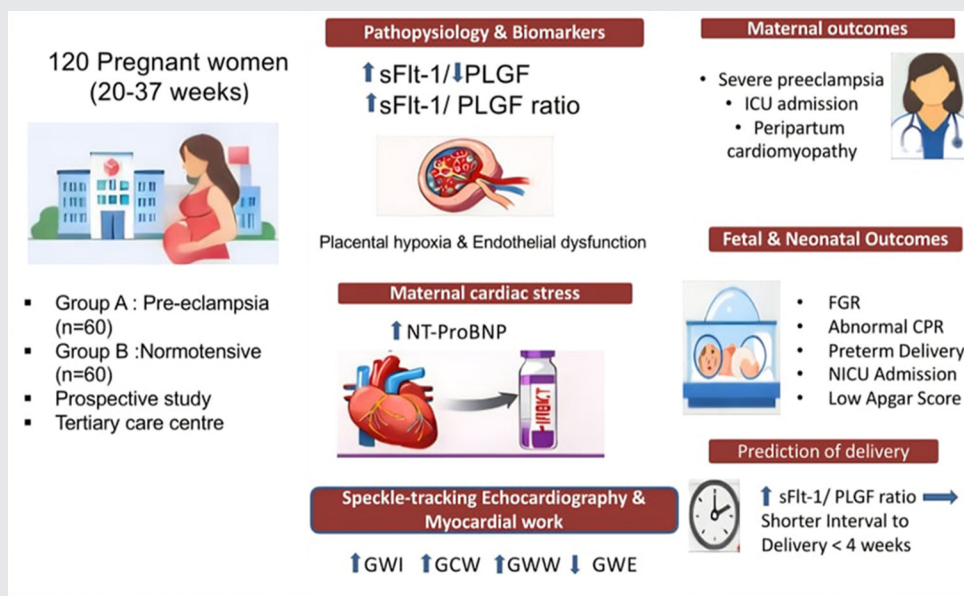 120 Pregnant women
(20-37 weeks)
▪ Group A : Pre-eclampsia
(n=60)
▪ Group B :Normotensive
(n=60)
▪ Prospective study
▪ Tertiary care centre
Pathopysiology & Biomarkers
⬆sFlt-1/⬇PLGF
⬆sFlt-1/ PLGF ratio
Placental hypoxia & Endothelial dysfunction
Maternal cardiac stress
⬆NT-ProBNP
Speckle-tracking Echocardiography &
Myocardial work
⬆GWI ⬆GCW ⬆GWW ⬇ GWE
Maternal outcomes
• Severe preeclampsia
• ICU admission
• Peripartum
cardiomyopathy
Fetal & Neonatal Outcomes
• FGR
• Abnormal CPR
• Preterm Delivery
• NICU Admission
• Low Apgar Score
Prediction of delivery
⬆ sFlt-1/ PLGF ratio ➡
Shorter Interval to
Delivery < 4 weeks